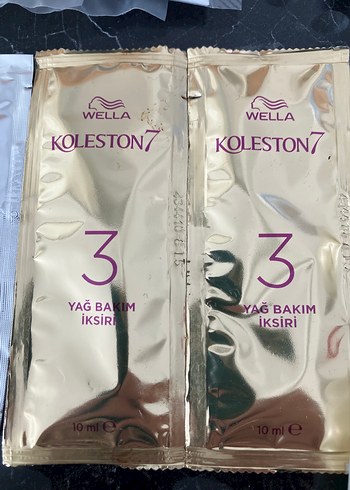 WELLA
KOLESTON7
3
YAĞ BAKIM
İKSİRİ
10 ml e
WELLA
KOLESTON7
3
YAĞ BAKIM
İKSİRİ
10 ml e